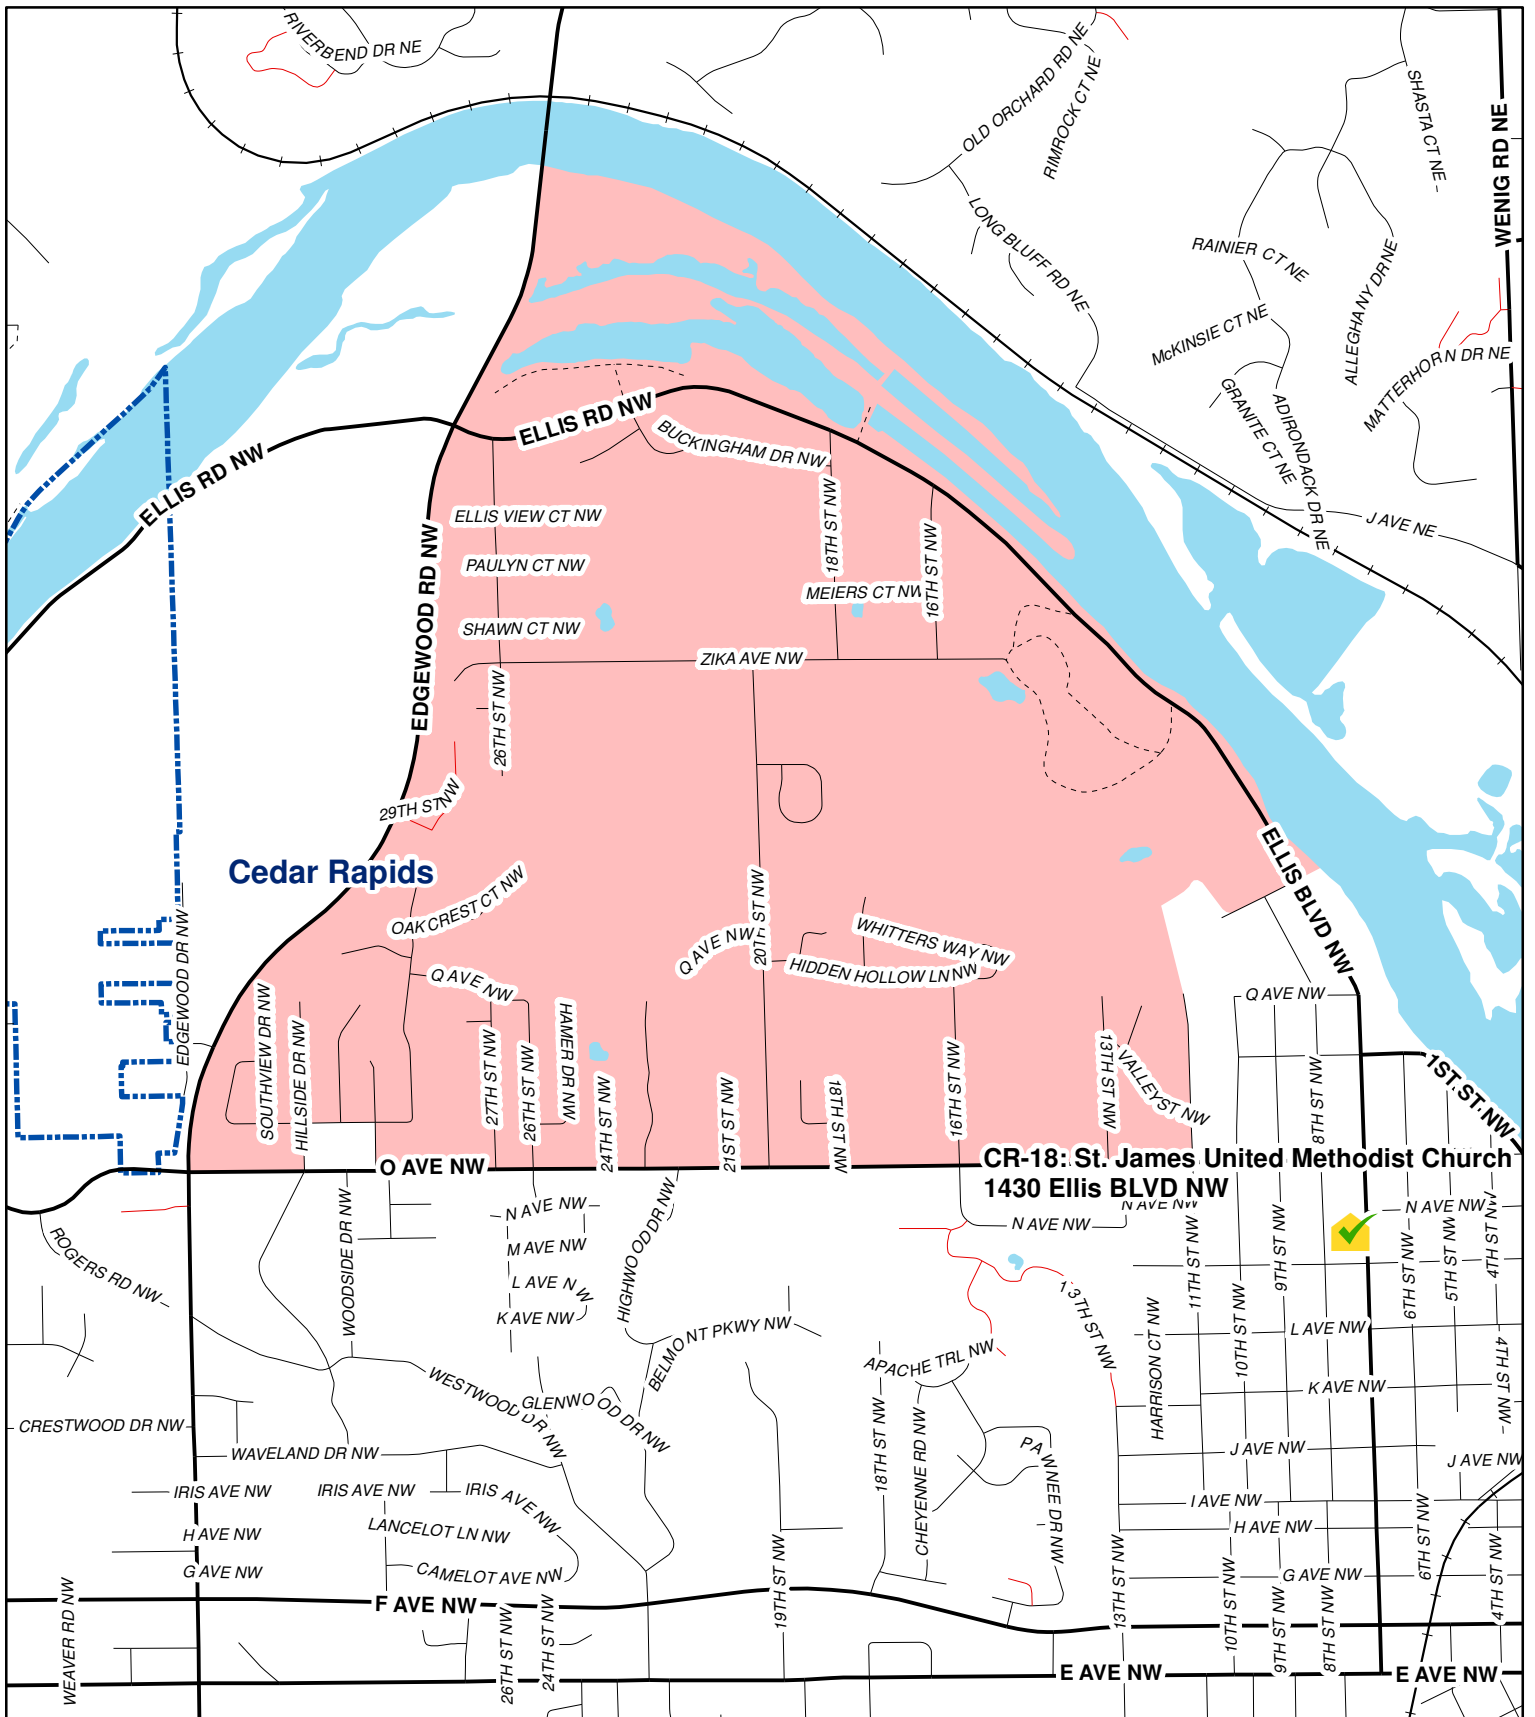 RIVERBEND DR NE
OLD ORCHARD RD NE
RIMROCK CT NE
SHASTA CT NE
WENIG RD NE
LONG BLUFF RD NE
RAINIER CT NE
ALLEGHANY DR NE
McKINSIE CT NE
MATTERHORN DR NE
GRANITE CT NE
ADIRONDACK DR NE
J AVE NE
ELLIS RD NW
ELLIS RD NW
BUCKINGHAM DR NW
ELLIS VIEW CT NW
18TH ST NW
16TH ST NW
EDGEWOOD RD NW
PAULYN CT NW
MEIERS CT NW
SHAWN CT NW
ZIKA AVE NW
26TH ST NW
29TH ST NW
Cedar Rapids
ELLIS BLVD NW
OAK CREST CT NW
20TH ST NW
Q AVE NW
WHITTERS WAY NW
HIDDEN HOLLOW LN NW
EDGEWOOD DR NW
Q AVE NW
Q AVE NW
SOUTHVIEW DR NW
HILLSIDE DR NW
27TH ST NW
26TH ST NW
HAMER DR NW
24TH ST NW
21ST ST NW
18TH ST NW
16TH ST NW
13TH ST NW
VALLEY ST NW
8TH ST NW
1ST ST NW
O AVE NW
CR-18: St. James United Methodist Church
1430 Ellis BLVD NW
N AVE NW
N AVE NW
N AVE NW
N AVE NW
M AVE NW
L AVE NW
K AVE NW
ROGERS RD NW
WOODSIDE DR NW
HIGHWOOD DR NW
BELMONT PKWY NW
13TH ST NW
11TH ST NW
10TH ST NW
9TH ST NW
6TH ST NW
5TH ST NW
4TH ST NW
HARRISON CT NW
L AVE NW
APACHE TRL NW
4TH ST NW
K AVE NW
WESTWOOD DR NW
GLENWOOD DR NW
CRESTWOOD DR NW
WAVELAND DR NW
18TH ST NW
CHEYENNE RD NW
PAWNEE DR NW
J AVE NW
J AVE NW
IRIS AVE NW
IRIS AVE NW
IRIS AVE NW
I AVE NW
H AVE NW
LANCELOT LN NW
H AVE NW
G AVE NW
CAMELOT AVE NW
G AVE NW
6TH ST NW
4TH ST NW
WEAVER RD NW
F AVE NW
26TH ST NW
24TH ST NW
19TH ST NW
13TH ST NW
10TH ST NW
9TH ST NW
8TH ST NW
E AVE NW
E AVE NW